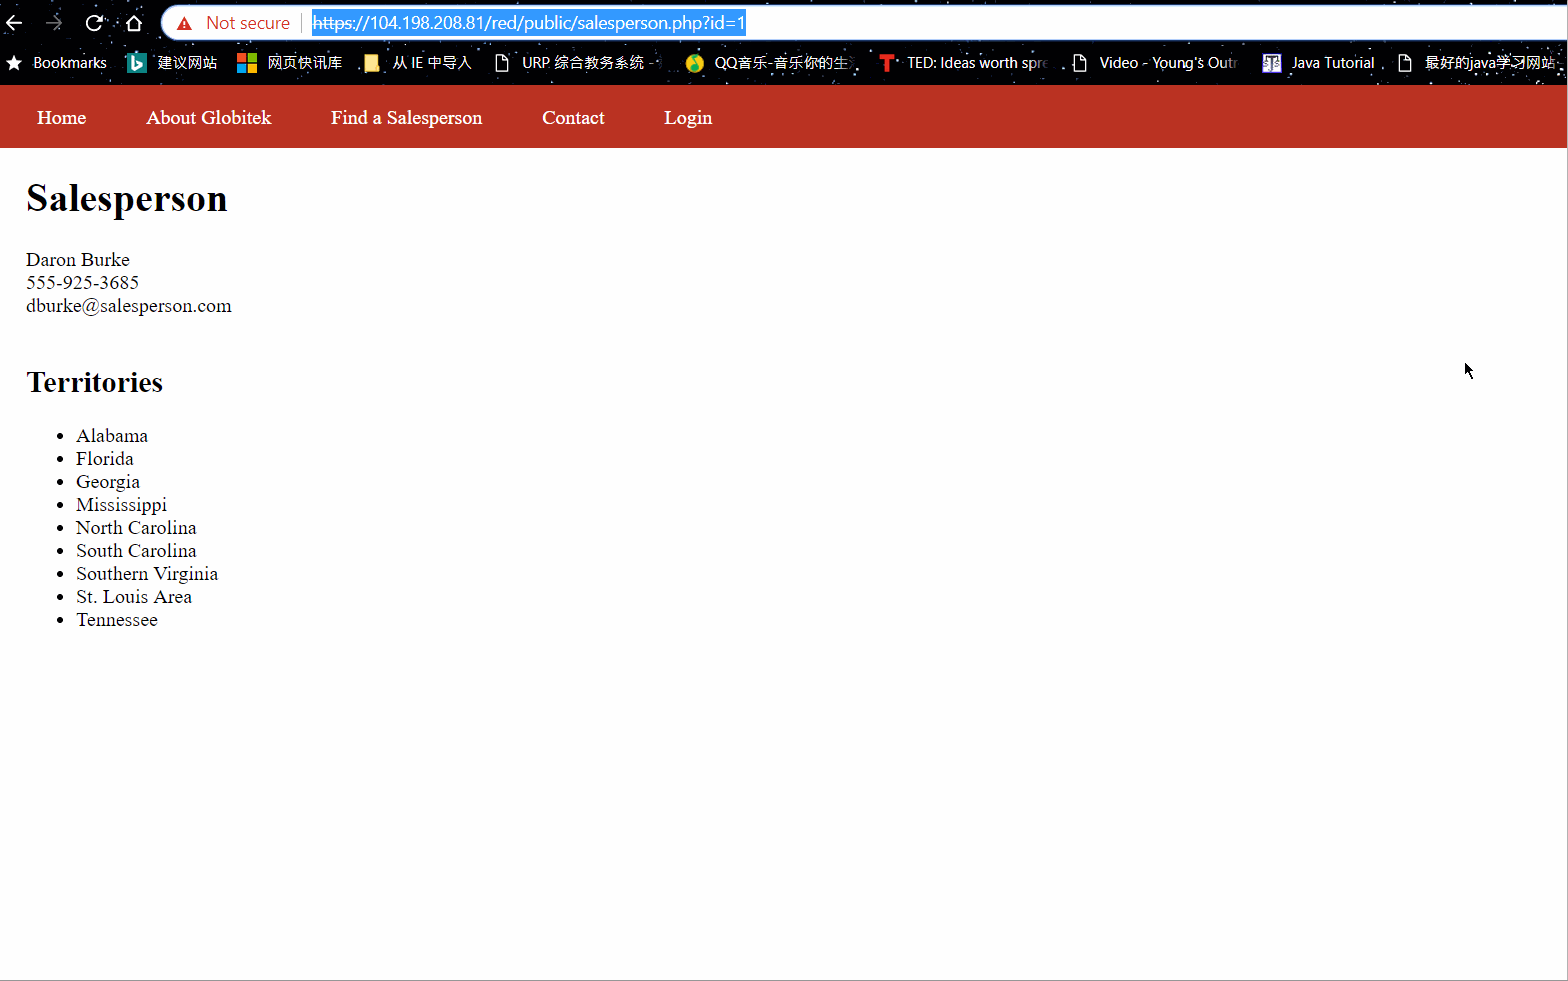 Not secure https://104.198.208.81/red/public/salesperson.php?id=1
Bookmarks 建议网站 网页快讯库 从 IE 中导入 URP 综合教务系统 - QQ音乐-音乐你的生 TED: Ideas worth spre Video - Young's Outr Java Tutorial 最好的java学习网站
Home About Globitek Find a Salesperson Contact Login
Salesperson
Daron Burke
555-925-3685
dburke@salesperson.com
Territories
• Alabama
• Florida
• Georgia
• Mississippi
• North Carolina
• South Carolina
• Southern Virginia
• St. Louis Area
• Tennessee